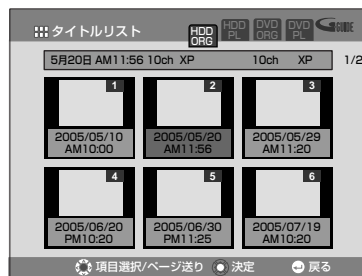 タイトルリスト HDD ORG HDD PL DVD ORG DVD PL G GUIDE
5月20日 AM11:56 10ch XP 10ch XP 1/2
1 2 3
2005/05/10 2005/05/20 2005/05/29
AM10:00 AM11:56 AM11:20
4 5 6
2005/06/20 2005/06/30 2005/07/19
PM10:20 PM11:25 AM10:20
項目選択/ページ送り 決定 戻る